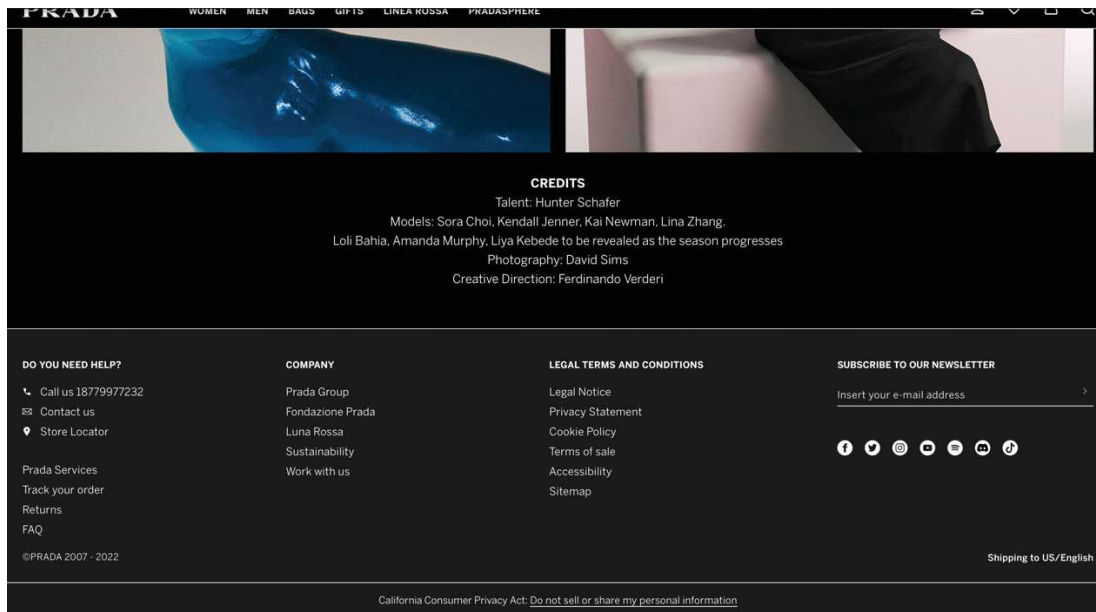 PRADA
WOMEN MEN BAGS GIFTS LINEA ROSSA PRADASPHERE
CREDITS
Talent: Hunter Schafer
Models: Sora Choi, Kendall Jenner, Kai Newman, Lina Zhang.
Loli Bahia, Amanda Murphy, Liya Kebede to be revealed as the season progresses
Photography: David Sims
Creative Direction: Ferdinando Verderi
DO YOU NEED HELP?
Call us 18779977232
Contact us
Store Locator
Prada Services
Track your order
Returns
FAQ
COMPANY
Prada Group
Fondazione Prada
Luna Rossa
Sustainability
Work with us
LEGAL TERMS AND CONDITIONS
Legal Notice
Privacy Statement
Cookie Policy
Terms of sale
Accessibility
Sitemap
SUBSCRIBE TO OUR NEWSLETTER
Insert your e-mail address
©PRADA 2007 - 2022
Shipping to US/English
California Consumer Privacy Act: Do not sell or share my personal information